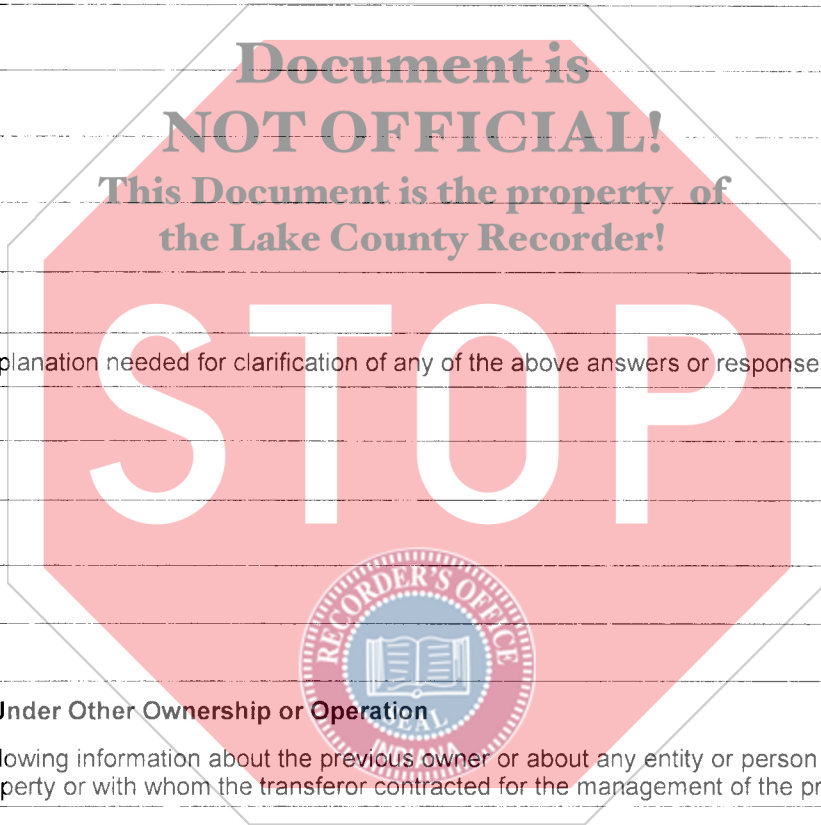 Document is
NOT OFFICIAL!
This Document is the property of
the Lake County Recorder!
STOP
planation needed for clarification of any of the above answers or response
RECORDER'S OFFICE
SEAL
INDIANA
Under Other Ownership or Operation
lowing information about the previous owner or about any entity or person
perty or with whom the transferor contracted for the management of the pr